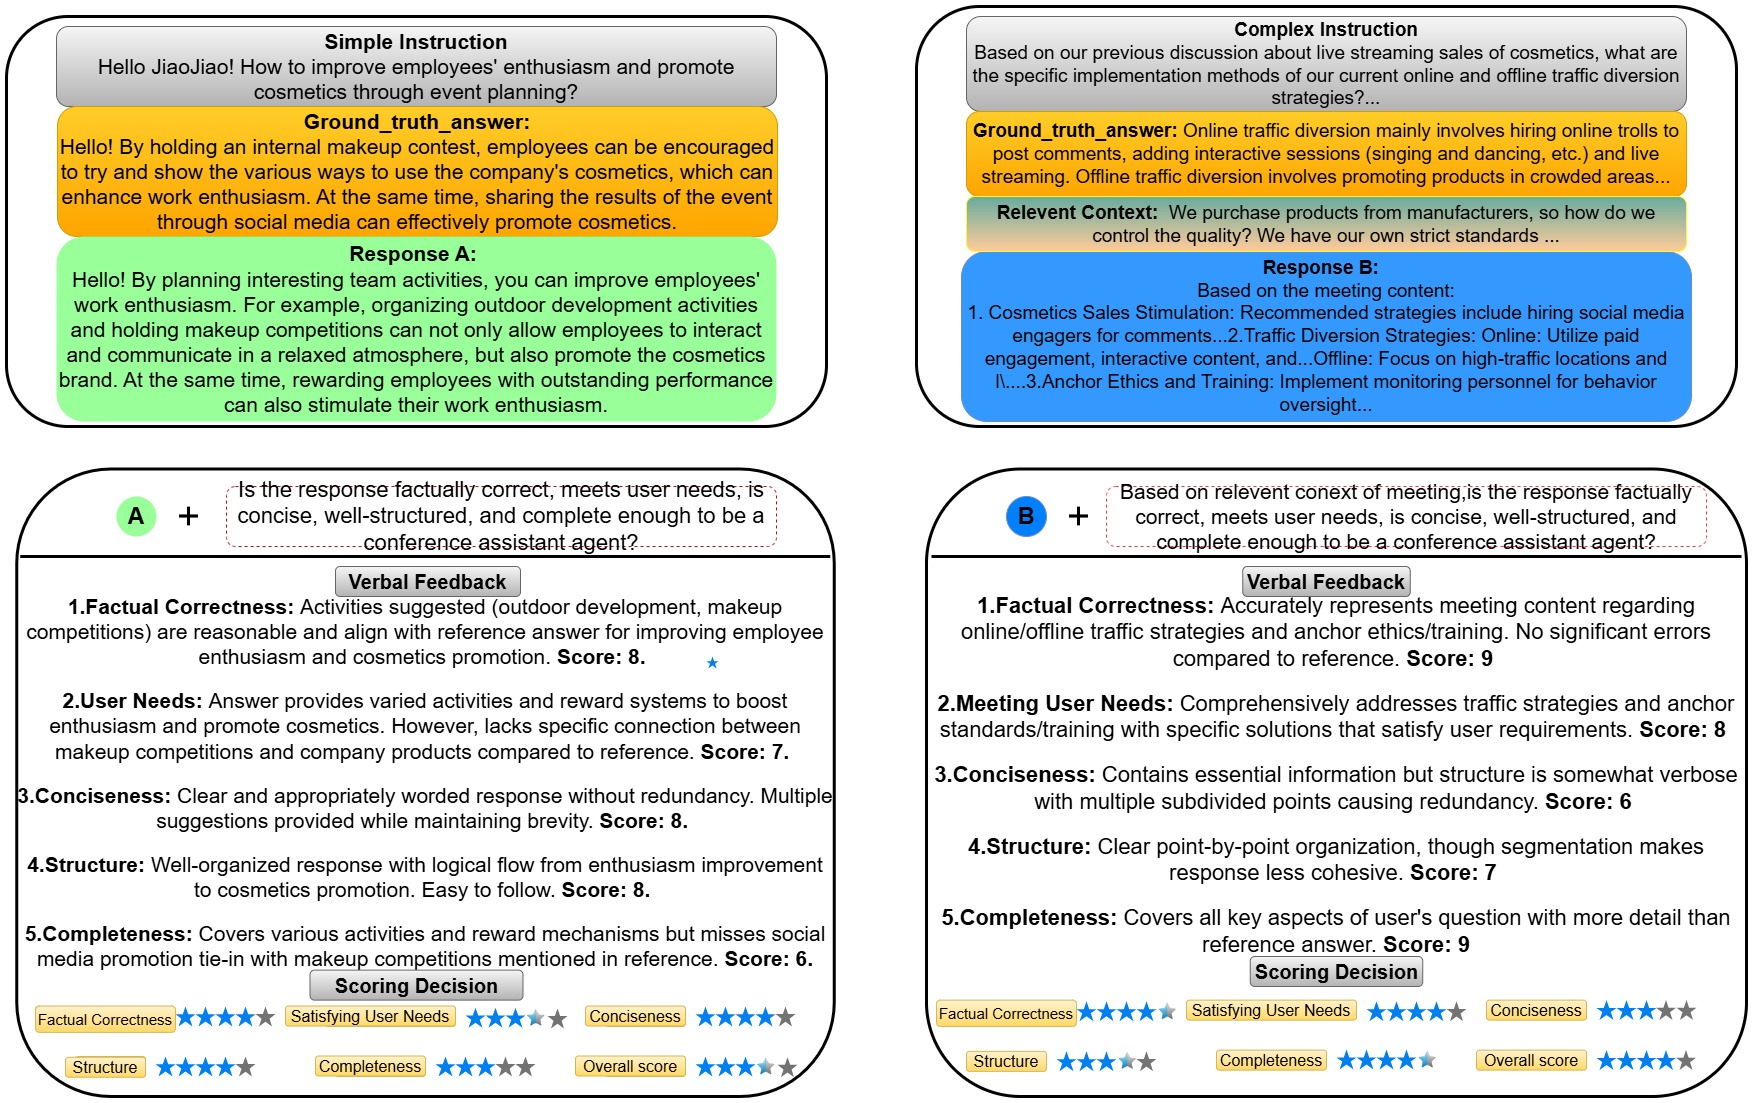 Simple Instruction
Hello JiaoJiao! How to improve employees' enthusiasm and promote
cosmetics through event planning?
Ground_truth_answer:
Hello! By holding an internal makeup contest, employees can be encouraged
to try and show the various ways to use the company's cosmetics, which can
enhance work enthusiasm. At the same time, sharing the results of the event
through social media can effectively promote cosmetics.
Response A:
Hello! By planning interesting team activities, you can improve employees'
work enthusiasm. For example, organizing outdoor development activities
and holding makeup competitions can not only allow employees to interact
and communicate in a relaxed atmosphere, but also promote the cosmetics
brand. At the same time, rewarding employees with outstanding performance
can also stimulate their work enthusiasm.
Complex Instruction
Based on our previous discussion about live streaming sales of cosmetics, what are
the specific implementation methods of our current online and offline traffic diversion
strategies?...
Ground_truth_answer: Online traffic diversion mainly involves hiring online trolls to
post comments, adding interactive sessions (singing and dancing, etc.) and live
streaming. Offline traffic diversion involves promoting products in crowded areas...
Relevent Context: We purchase products from manufacturers, so how do we
control the quality? We have our own strict standards ...
Response B:
Based on the meeting content:
1. Cosmetics Sales Stimulation: Recommended strategies include hiring social media
engagers for comments...2.Traffic Diversion Strategies: Online: Utilize paid
engagement, interactive content, and...Offline: Focus on high-traffic locations and
l\....3.Anchor Ethics and Training: Implement monitoring personnel for behavior
oversight...
A
+
Is the response factually correct, meets user needs, is
concise, well-structured, and complete enough to be a
conference assistant agent?
Verbal Feedback
1.Factual Correctness: Activities suggested (outdoor development, makeup
competitions) are reasonable and align with reference answer for improving employee
enthusiasm and cosmetics promotion. Score: 8.
2.User Needs: Answer provides varied activities and reward systems to boost
enthusiasm and promote cosmetics. However, lacks specific connection between
makeup competitions and company products compared to reference. Score: 7.
3.Conciseness: Clear and appropriately worded response without redundancy. Multiple
suggestions provided while maintaining brevity. Score: 8.
4.Structure: Well-organized response with logical flow from enthusiasm improvement
to cosmetics promotion. Easy to follow. Score: 8.
5.Completeness: Covers various activities and reward mechanisms but misses social
media promotion tie-in with makeup competitions mentioned in reference. Score: 6.
Scoring Decision
Factual Correctness
Satisfying User Needs
Conciseness
Structure
Completeness
Overall score
B
+
Based on relevent conext of meeting,is the response factually
correct, meets user needs, is concise, well-structured, and
complete enough to be a conference assistant agent?
Verbal Feedback
1.Factual Correctness: Accurately represents meeting content regarding
online/offline traffic strategies and anchor ethics/training. No significant errors
compared to reference. Score: 9
2.Meeting User Needs: Comprehensively addresses traffic strategies and anchor
standards/training with specific solutions that satisfy user requirements. Score: 8
3.Conciseness: Contains essential information but structure is somewhat verbose
with multiple subdivided points causing redundancy. Score: 6
4.Structure: Clear point-by-point organization, though segmentation makes
response less cohesive. Score: 7
5.Completeness: Covers all key aspects of user's question with more detail than
reference answer. Score: 9
Scoring Decision
Factual Correctness
Satisfying User Needs
Conciseness
Structure
Completeness
Overall score